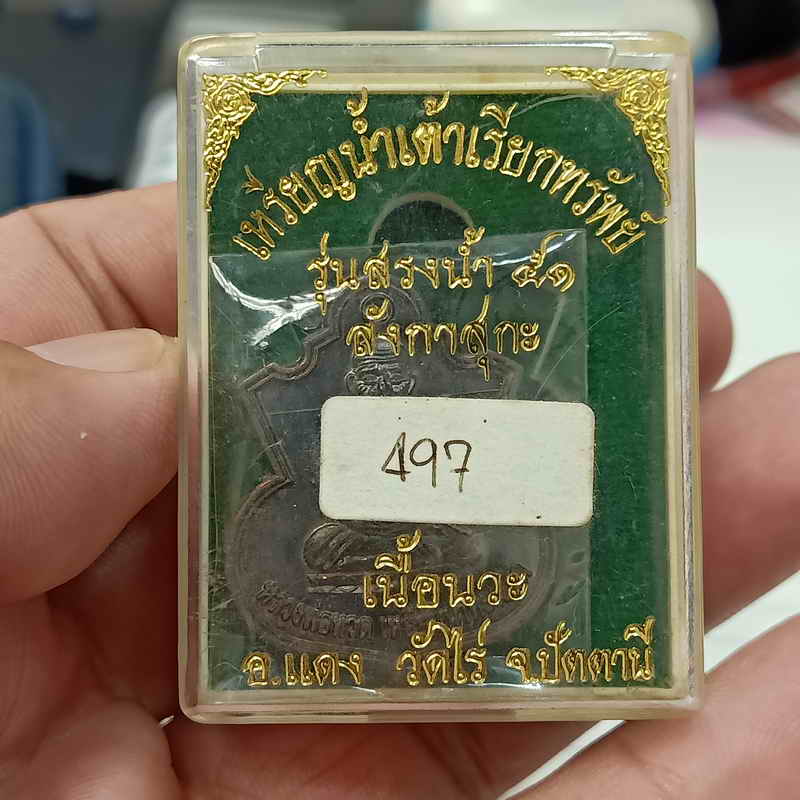 เหรียญน้ำเต้าเรียกทรัพย์
รุ่นสรงน้ำ ๕๑
ลังกาสุกะ
497
เนื้อนวะ
อ.แดง วัดไร่ จ.ปัตตานี